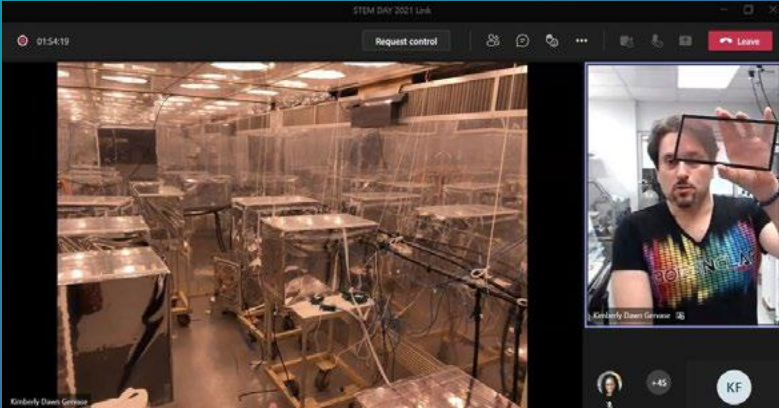 STEM DAY 2021 Link
01:54:19
Request control
Leave
Kimberly Dawn Gervase
Kimberly Dawn Gervase
+45
KF